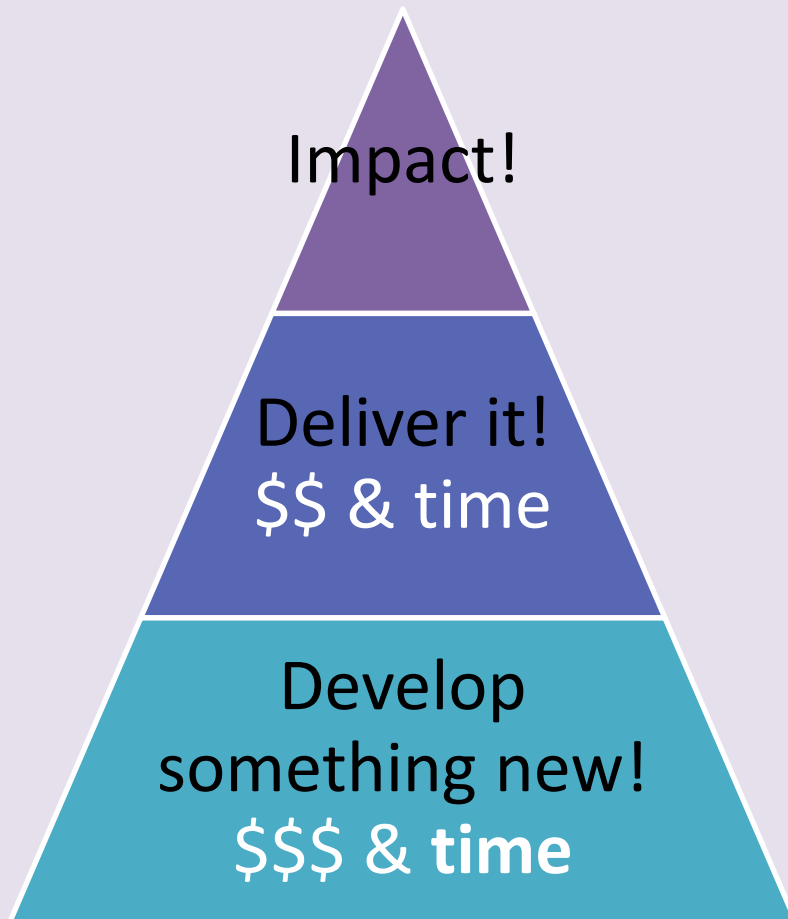 Impact!
Deliver it!
$$ & time
Develop
something new!
$$$ & time